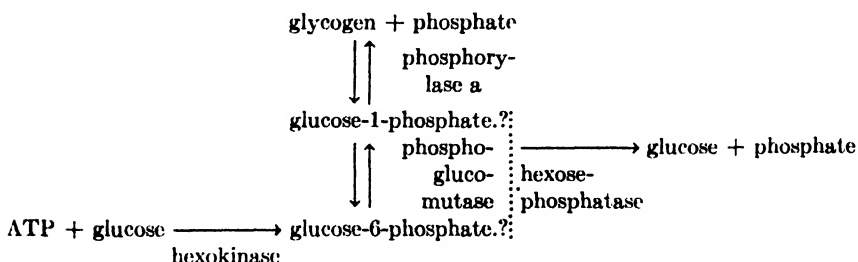 glycogen + phosphate
phosphory-
lase a
glucose-1-phosphate.?
phospho-
gluco-
mutase
glucose + phosphate
hexose-
phosphatase
ATP + glucose
hexokinase
glucose-6-phosphate.?